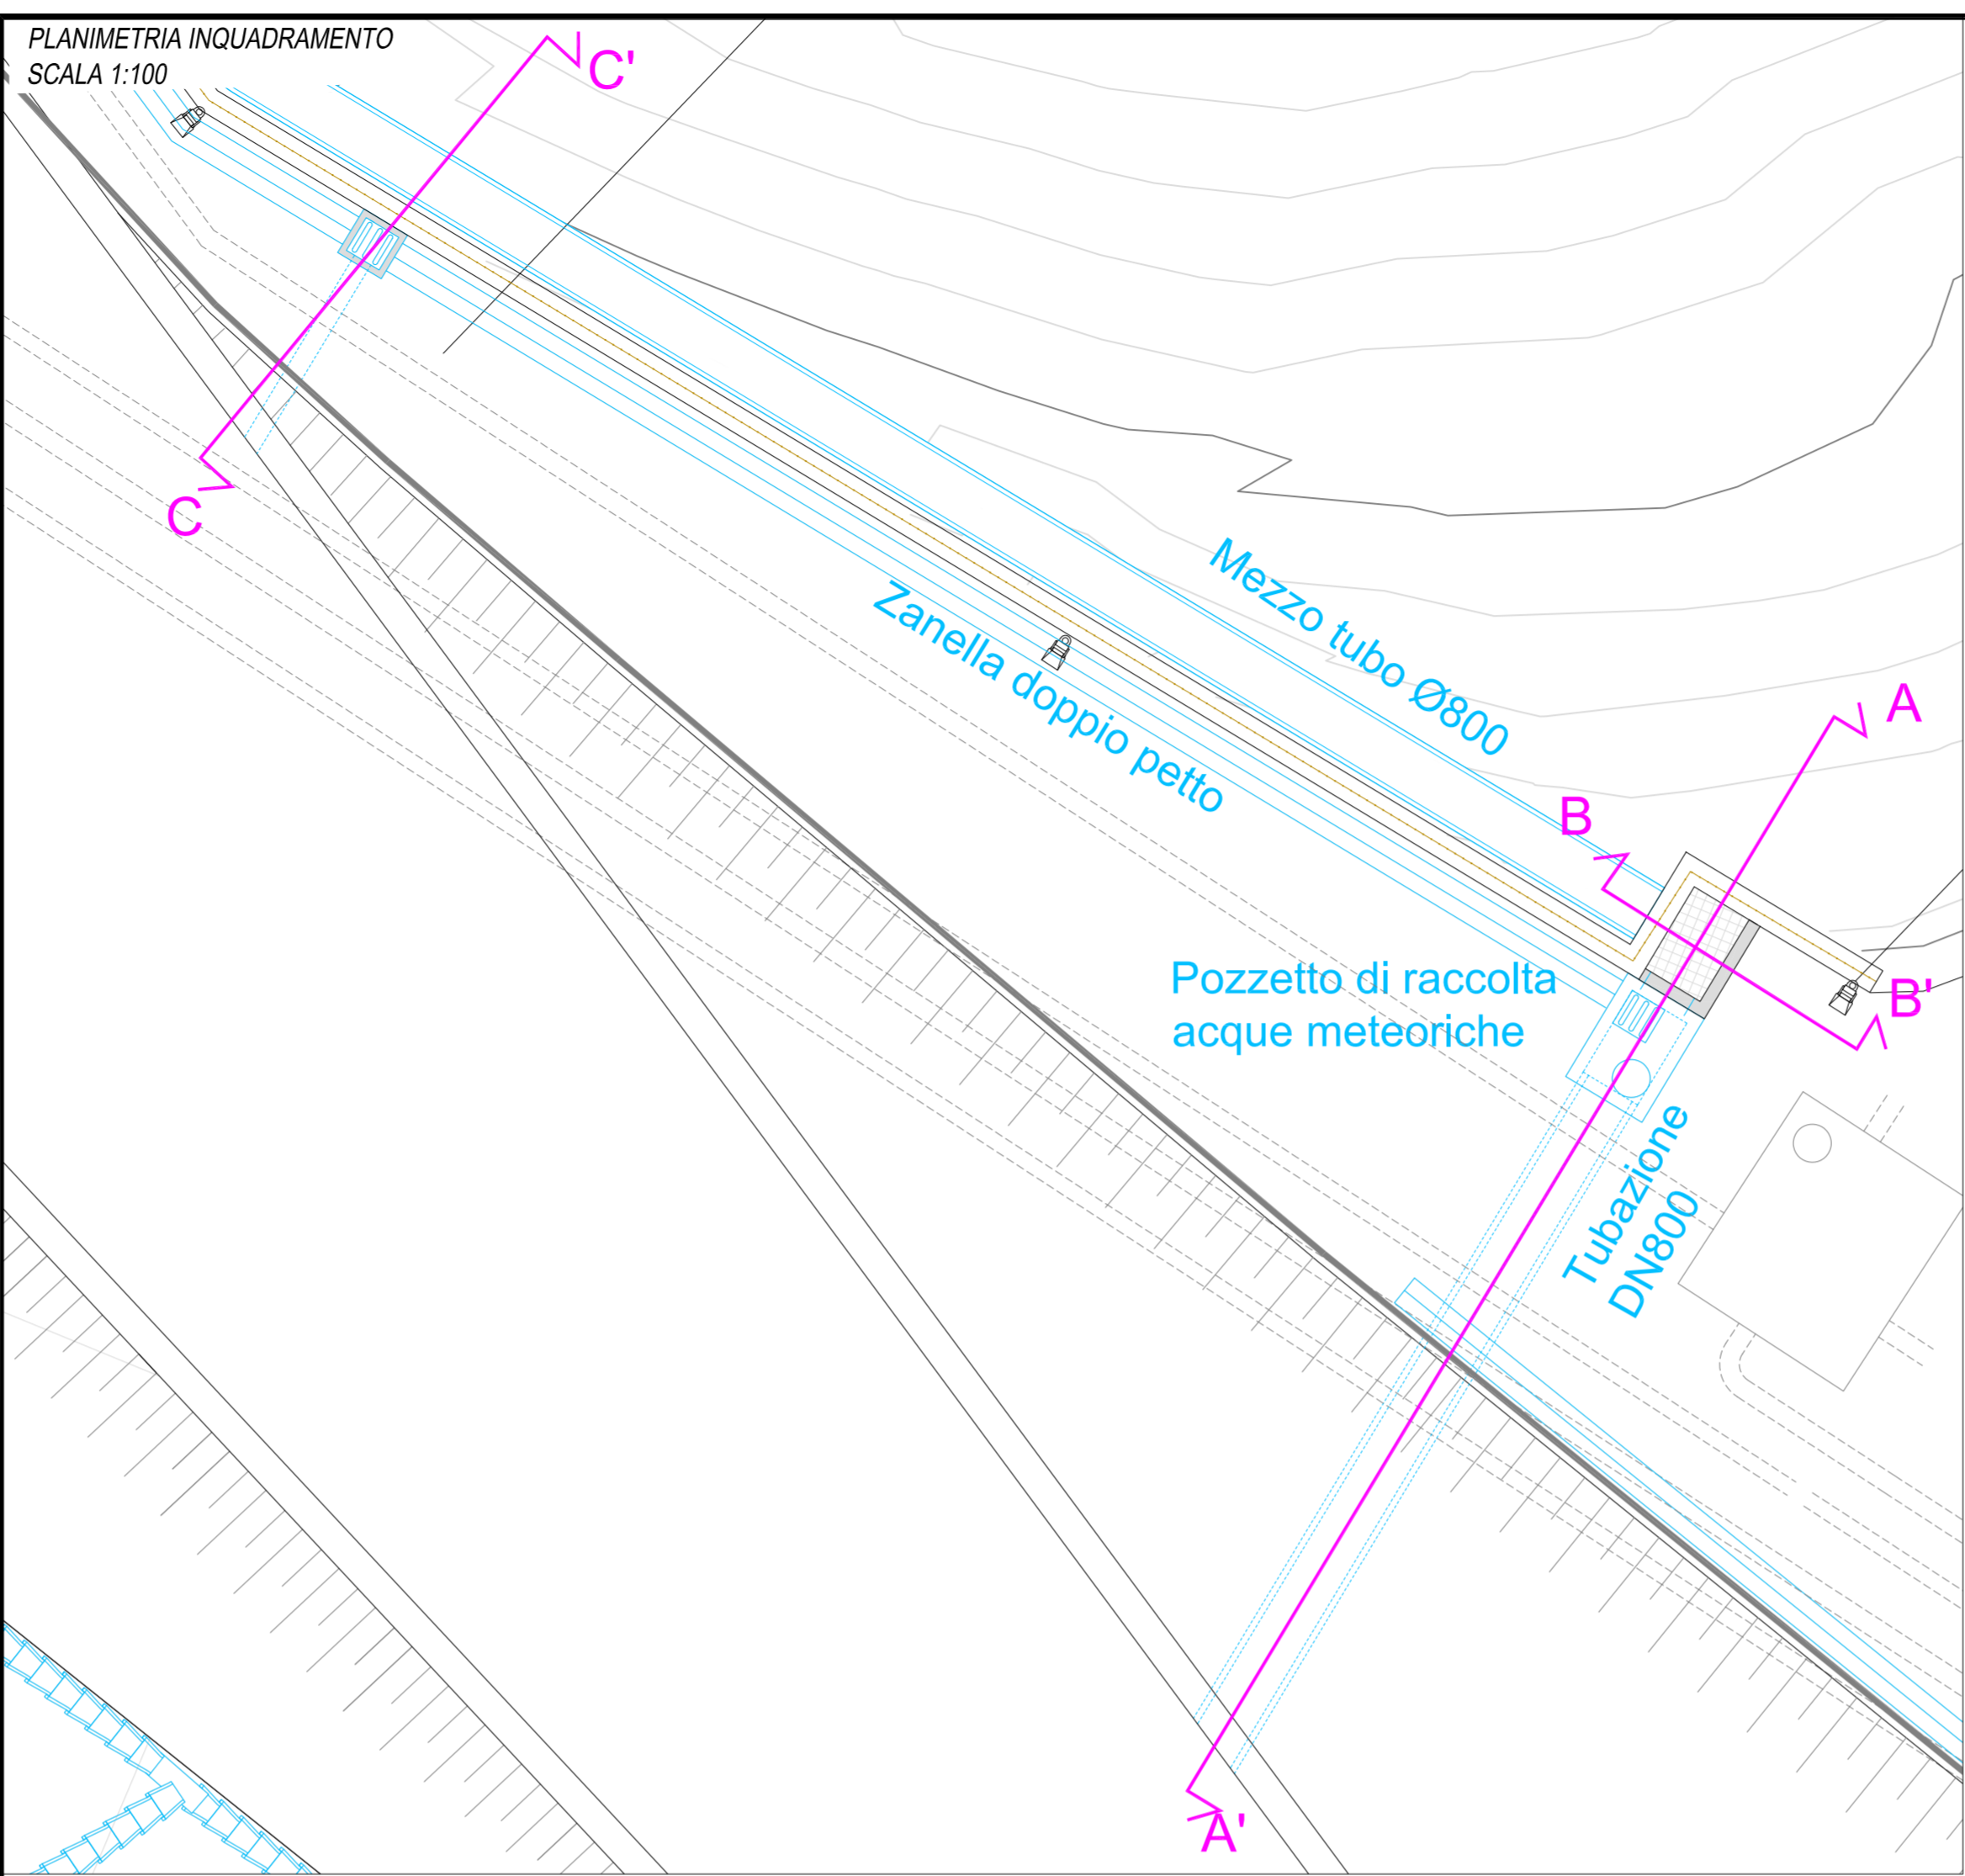 PLANIMETRIA INQUADRAMENTO
SCALA 1:100
C'
C
Mezzo tubo Ø800
Zanella doppio petto
A
B
Pozzetto di raccolta
acque meteoriche
B'
Tubazione
DN800
A'